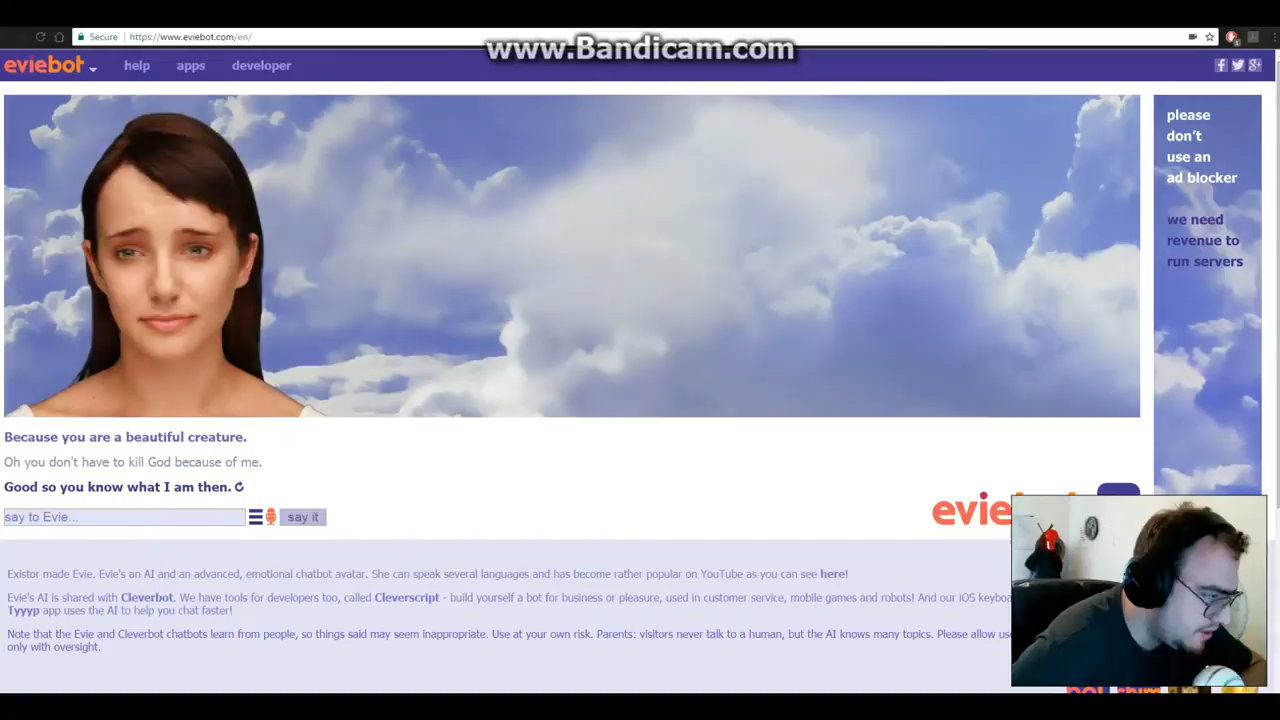 Secure https://www.eviebot.com/en/
www.Bandicam.com
eviebot help apps developer
please
don't
use an
ad blocker
we need
revenue to
run servers
Because you are a beautiful creature.
Oh you don't have to kill God because of me.
Good so you know what I am then.
say to Evie...
say it
Existor made Evie. Evie's an AI and an advanced, emotional chatbot avatar. She can speak several languages and has become rather popular on YouTube as you can see here!
Evie's AI is shared with Cleverbot. We have tools for developers too, called Cleverscript - build yourself a bot for business or pleasure, used in customer service, mobile games and robots! And our iOS
Tyyyp app uses the AI to help you chat faster!
Note that the Evie and Cleverbot chatbots learn from people, so things said may seem inappropriate. Use at your own risk. Parents: visitors never talk to a human, but the AI knows many topics. Please allow
only with oversight.